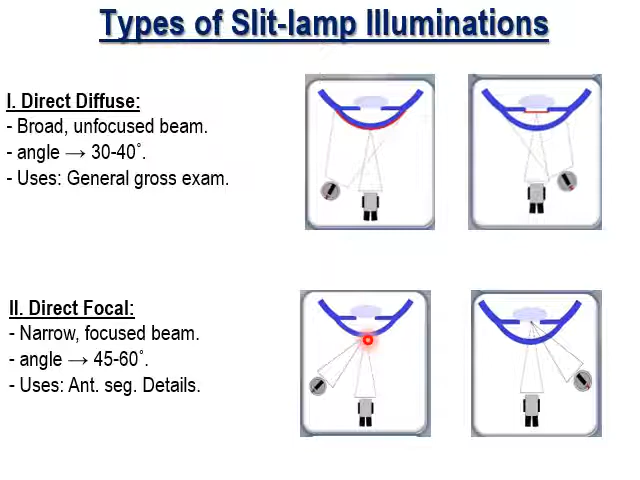 Types of Slit-lamp Illuminations
I. Direct Diffuse:
- Broad, unfocused beam.
- angle → 30-40˚.
- Uses: General gross exam.
II. Direct Focal:
- Narrow, focused beam.
- angle → 45-60˚.
- Uses: Ant. seg. Details.